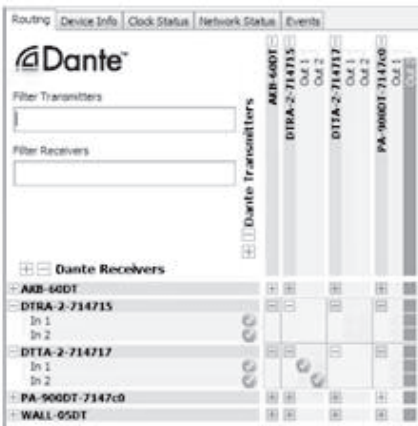 Routing Device Info Clock Status Network Status Events
Dante™
Filter Transmitters
Filter Receivers
Dante Receivers
Dante Transmitters
AKB-60DT
DTRA-2-714715
Out 1
Out 2
DTTA-2-714717
Out 1
Out 2
PA-900DT-7147c0
Out 1
AKB-60DT
DTRA-2-714715
In 1
In 2
DTTA-2-714717
In 1
In 2
PA-900DT-7147c0
WALL-05DT